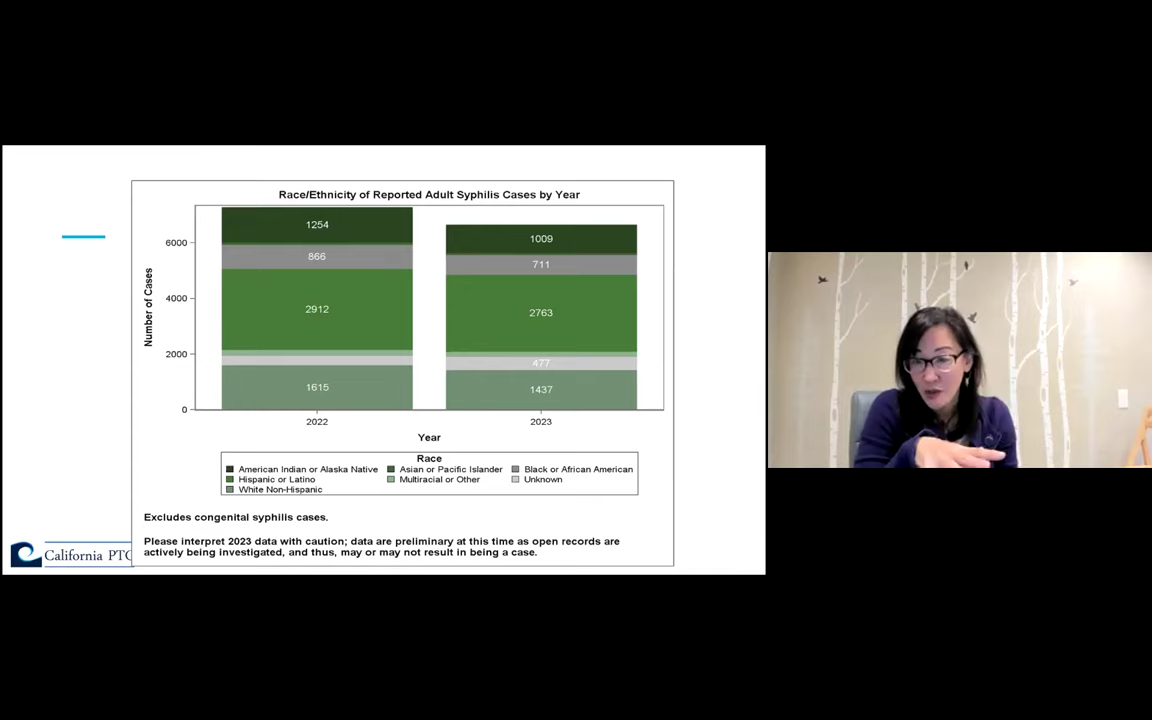 Race/Ethnicity of Reported Adult Syphilis Cases by Year
Number of Cases
6000
4000
2000
0
1254
866
2912
1615
1009
711
2763
477
1437
2022
2023
Year
Race
American Indian or Alaska Native
Asian or Pacific Islander
Black or African American
Hispanic or Latino
Multiracial or Other
Unknown
White Non-Hispanic
Excludes congenital syphilis cases.
Please interpret 2023 data with caution; data are preliminary at this time as open records are
actively being investigated, and thus, may or may not result in being a case.
California PTC